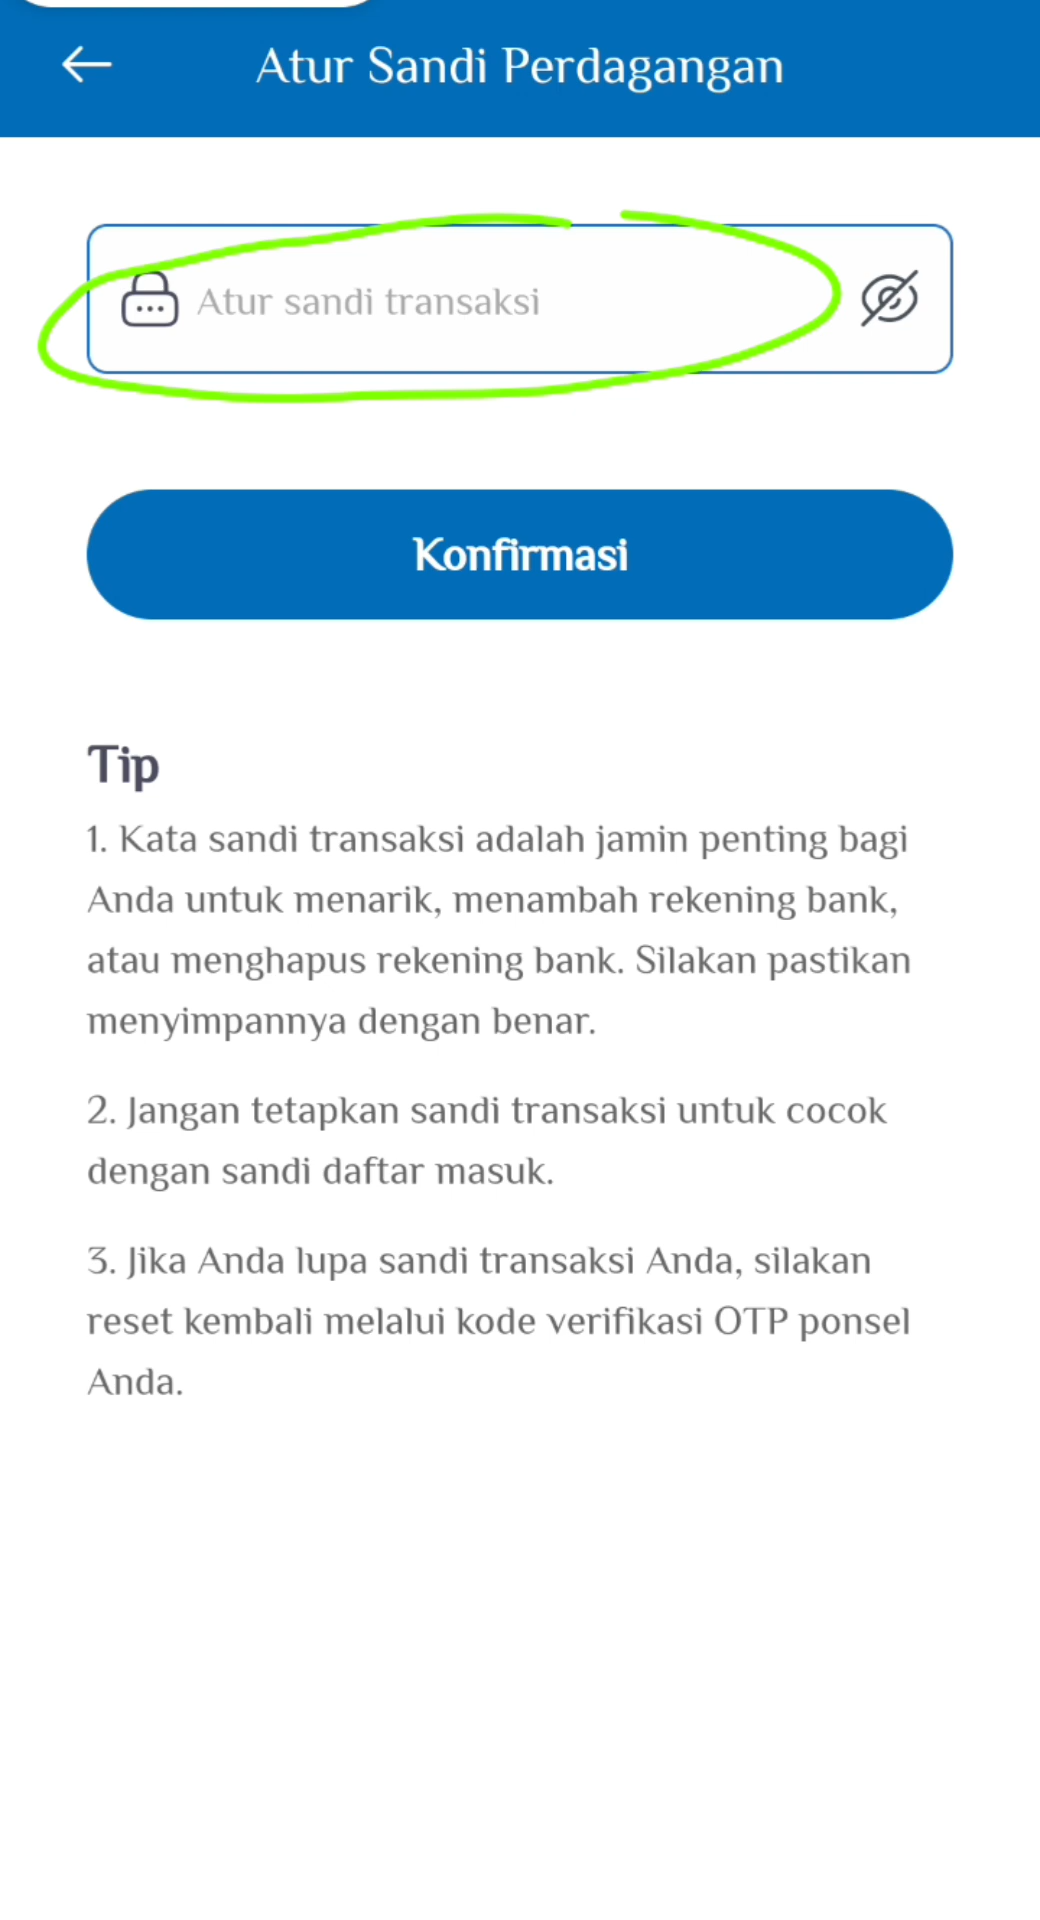 Atur Sandi Perdagangan
Atur sandi transaksi
Konfirmasi
Tip
1. Kata sandi transaksi adalah jamin penting bagi
Anda untuk menarik, menambah rekening bank,
atau menghapus rekening bank. Silakan pastikan
menyimpannya dengan benar.
2. Jangan tetapkan sandi transaksi untuk cocok
dengan sandi daftar masuk.
3. Jika Anda lupa sandi transaksi Anda, silakan
reset kembali melalui kode verifikasi OTP ponsel
Anda.